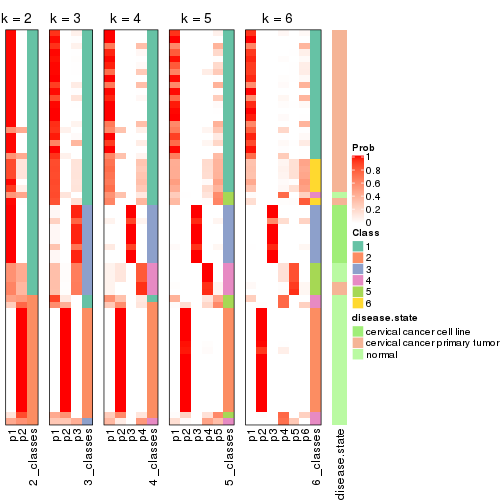 k = 2 k = 3 k = 4 k = 5 k = 6
Prob
1
0.8
0.6
0.4
0.2
0
Class
1
2
3
4
5
6
disease.state
cervical cancer cell line
cervical cancer primary tumor
normal
p1 p2 2_classes p1 p2 p3 3_classes p1 p2 p3 p4 4_classes p1 p2 p3 p4 p5 5_classes p1 p2 p3 p4 p5 p6 6_classes disease.state